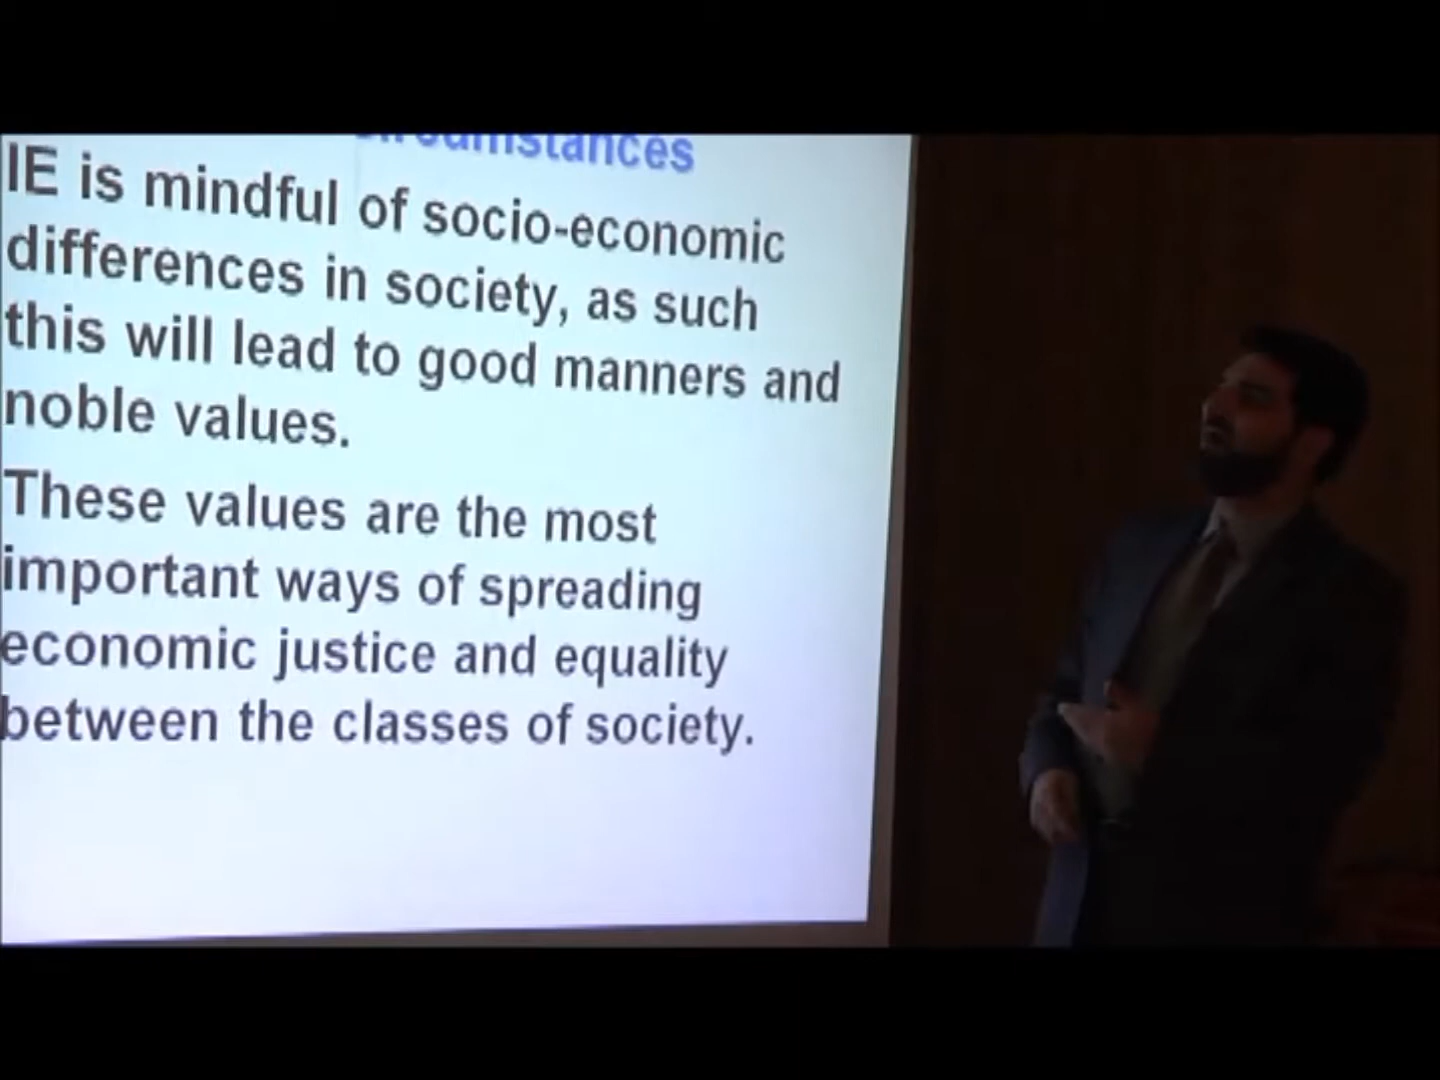 circumstances
IE is mindful of socio-economic
differences in society, as such
this will lead to good manners and
noble values.
These values are the most
important ways of spreading
economic justice and equality
between the classes of society.